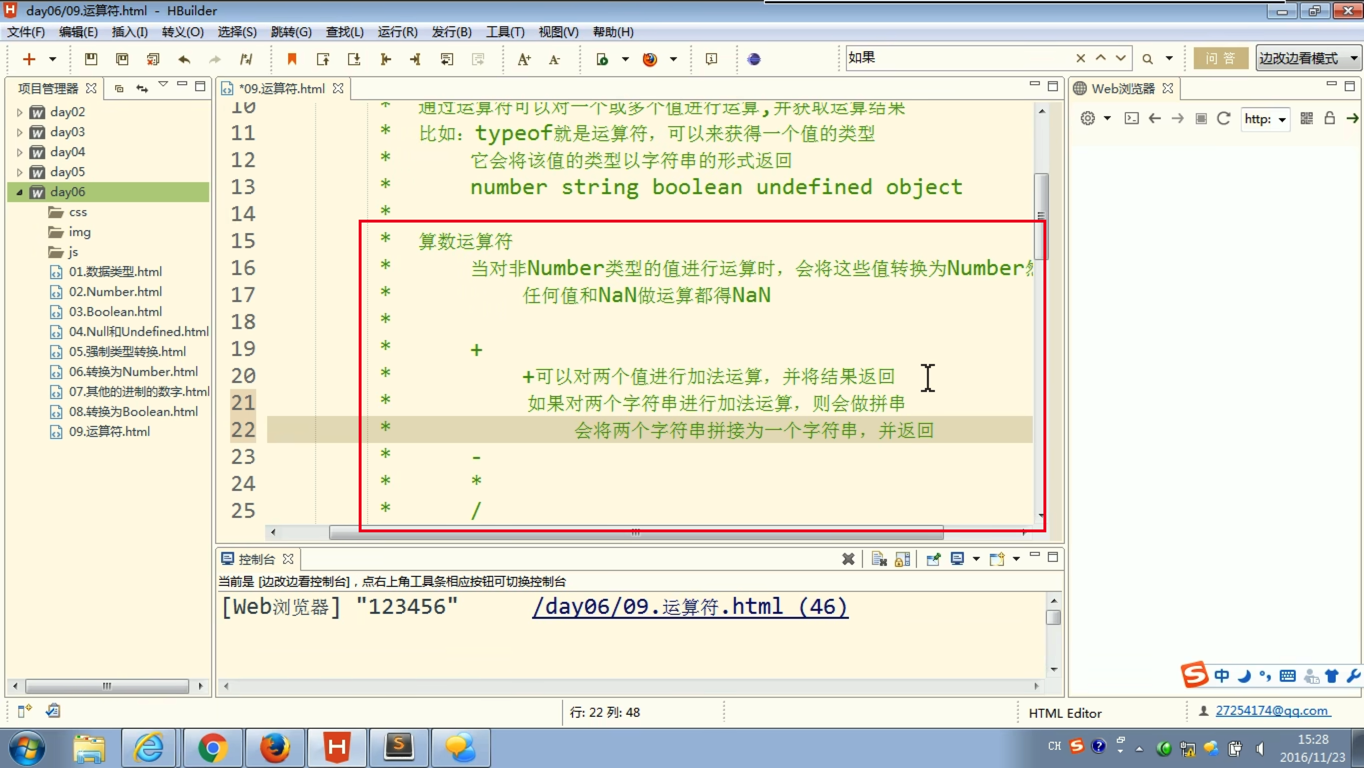 day06/09.运算符.html - HBuilder
文件(F) 编辑(E) 插入(I) 转义(O) 选择(S) 跳转(G) 查找(L) 运行(R) 发行(B) 工具(T) 视图(V) 帮助(H)
如果
问 答
边改边看模式
项目管理器
day02
day03
day04
day05
day06
css
img
js
01.数据类型.html
02.Number.html
03.Boolean.html
04.Null和Undefined.html
05.强制类型转换.html
06.转换为Number.html
07.其他的进制的数字.html
08.转换为Boolean.html
09.运算符.html
*09.运算符.html
10 * 通过运算符可以对一个或多个值进行运算,并获取运算结果
11 * 比如：typeof就是运算符，可以来获得一个值的类型
12 * 它会将该值的类型以字符串的形式返回
13 * number string boolean undefined object
14 *
15 * 算数运算符
16 * 当对非Number类型的值进行运算时，会将这些值转换为Number
17 * 任何值和NaN做运算都得NaN
18 *
19 * +
20 * +可以对两个值进行加法运算，并将结果返回
21 * 如果对两个字符串进行加法运算，则会做拼串
22 * 会将两个字符串拼接为一个字符串，并返回
23 * -
24 * *
25 * /
Web浏览器
http:
控制台
当前是 [边改边看控制台]，点右上角工具条相应按钮可切换控制台
[Web浏览器] "123456" /day06/09.运算符.html (46)
中
行: 22 列: 48
HTML Editor
27254174@qq.com
CH
15:28
2016/11/23